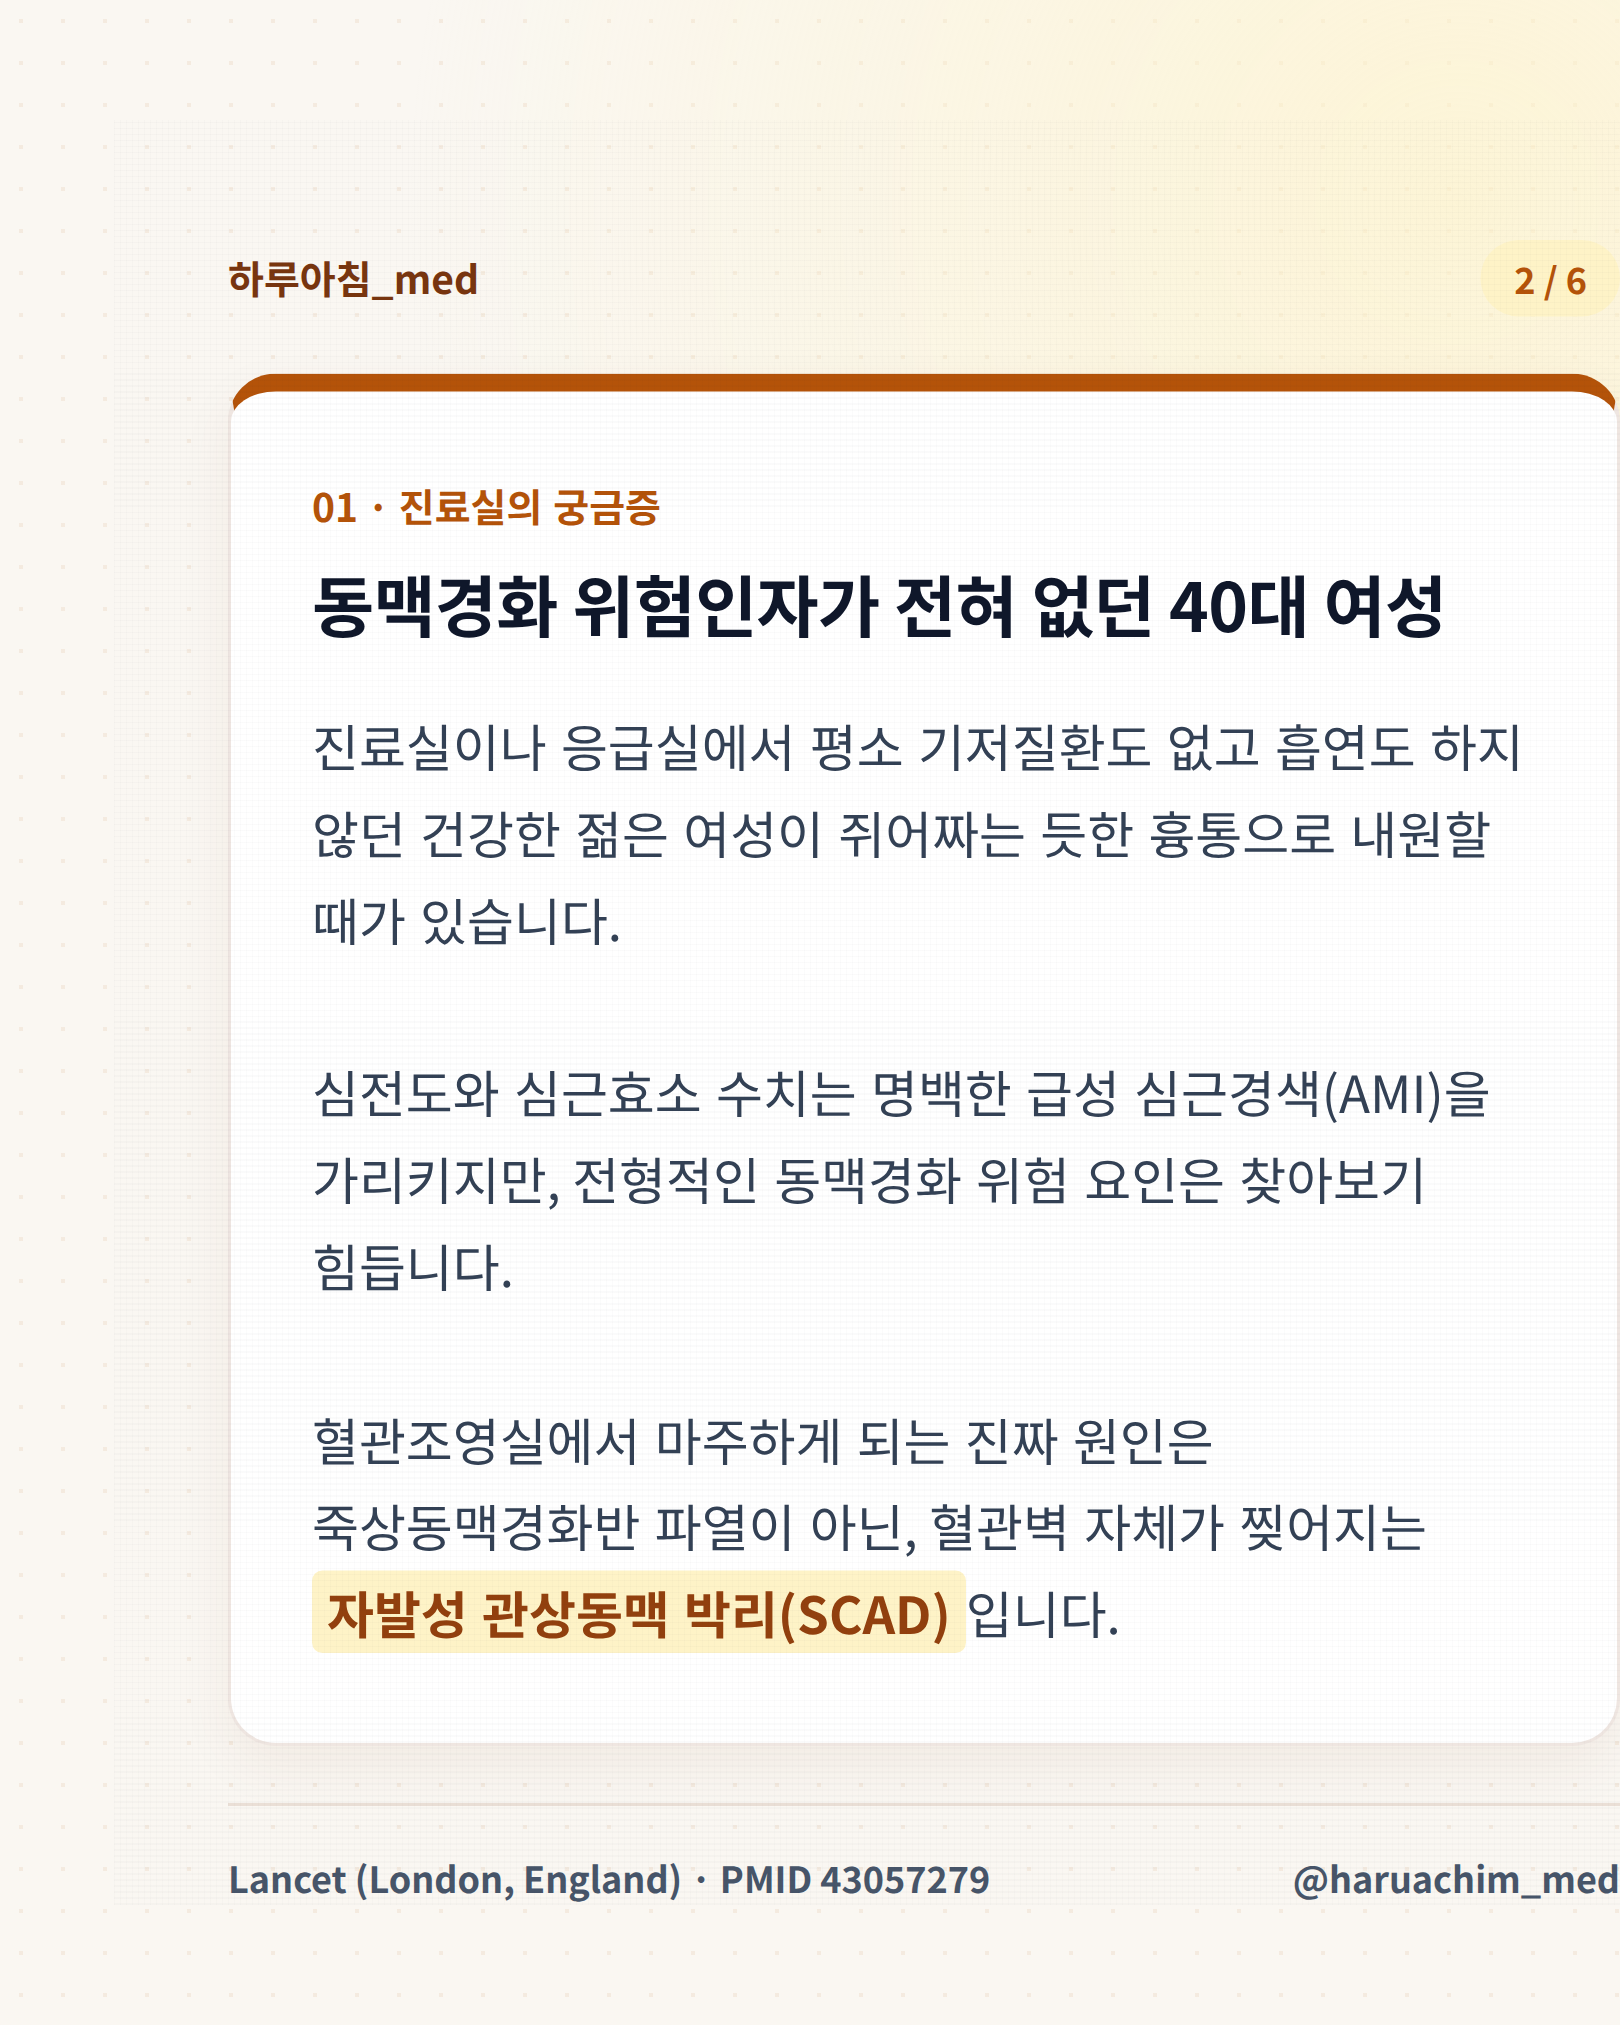 하루아침_med
2 / 6
01 · 진료실의 궁금증
동맥경화 위험인자가 전혀 없던 40대 여성
진료실이나 응급실에서 평소 기저질환도 없고 흡연도 하지
않던 건강한 젊은 여성이 쥐어짜는 듯한 흉통으로 내원할
때가 있습니다.
심전도와 심근효소 수치는 명백한 급성 심근경색(AMI)을
가리키지만, 전형적인 동맥경화 위험 요인은 찾아보기
힘듭니다.
혈관조영실에서 마주하게 되는 진짜 원인은
죽상동맥경화반 파열이 아닌, 혈관벽 자체가 찢어지는
자발성 관상동맥 박리(SCAD)입니다.
Lancet (London, England) · PMID 43057279
@haruachim_med